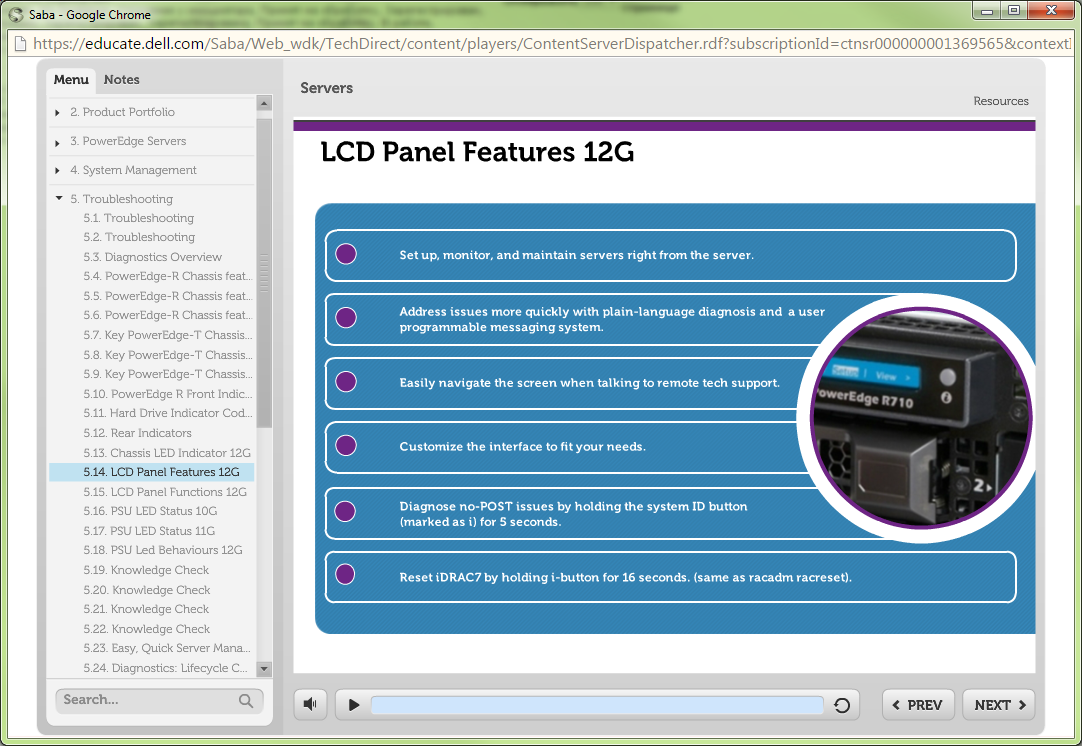 Saba - Google Chrome
https://educate.dell.com/Saba/Web_wdk/TechDirect/content/players/ContentServerDispatcher.rdf?subscriptionId=ctnsr000000001369565&context
Menu Notes
2. Product Portfolio
3. PowerEdge Servers
4. System Management
5. Troubleshooting
5.1. Troubleshooting
5.2. Troubleshooting
5.3. Diagnostics Overview
5.4. PowerEdge-R Chassis feat...
5.5. PowerEdge-R Chassis feat...
5.6. PowerEdge-R Chassis feat...
5.7. Key PowerEdge-T Chassis...
5.8. Key PowerEdge-T Chassis...
5.9. Key PowerEdge-T Chassis...
5.10. PowerEdge R Front Indic...
5.11. Hard Drive Indicator Cod...
5.12. Rear Indicators
5.13. Chassis LED Indicator 12G
5.14. LCD Panel Features 12G
5.15. LCD Panel Functions 12G
5.16. PSU LED Status 10G
5.17. PSU LED Status 11G
5.18. PSU Led Behaviours 12G
5.19. Knowledge Check
5.20. Knowledge Check
5.21. Knowledge Check
5.22. Knowledge Check
5.23. Easy, Quick Server Mana...
5.24. Diagnostics: Lifecycle C...
Search...
Servers
Resources
LCD Panel Features 12G
Set up, monitor, and maintain servers right from the server.
Address issues more quickly with plain-language diagnosis and a user
programmable messaging system.
Easily navigate the screen when talking to remote tech support.
Customize the interface to fit your needs.
Diagnose no-POST issues by holding the system ID button
(marked as i) for 5 seconds.
Reset iDRAC7 by holding i-button for 16 seconds. (same as racadm racreset).
Setup View >
PowerEdge R710
i
2
PREV NEXT